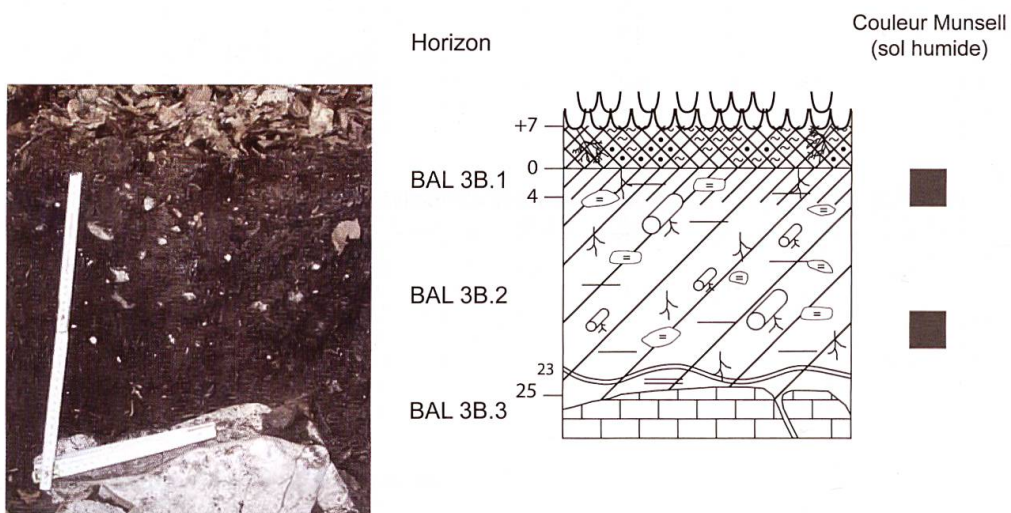 Horizon
Couleur Munsell
(sol humide)
+7
0
BAL 3B.1
4
BAL 3B.2
23
25
BAL 3B.3